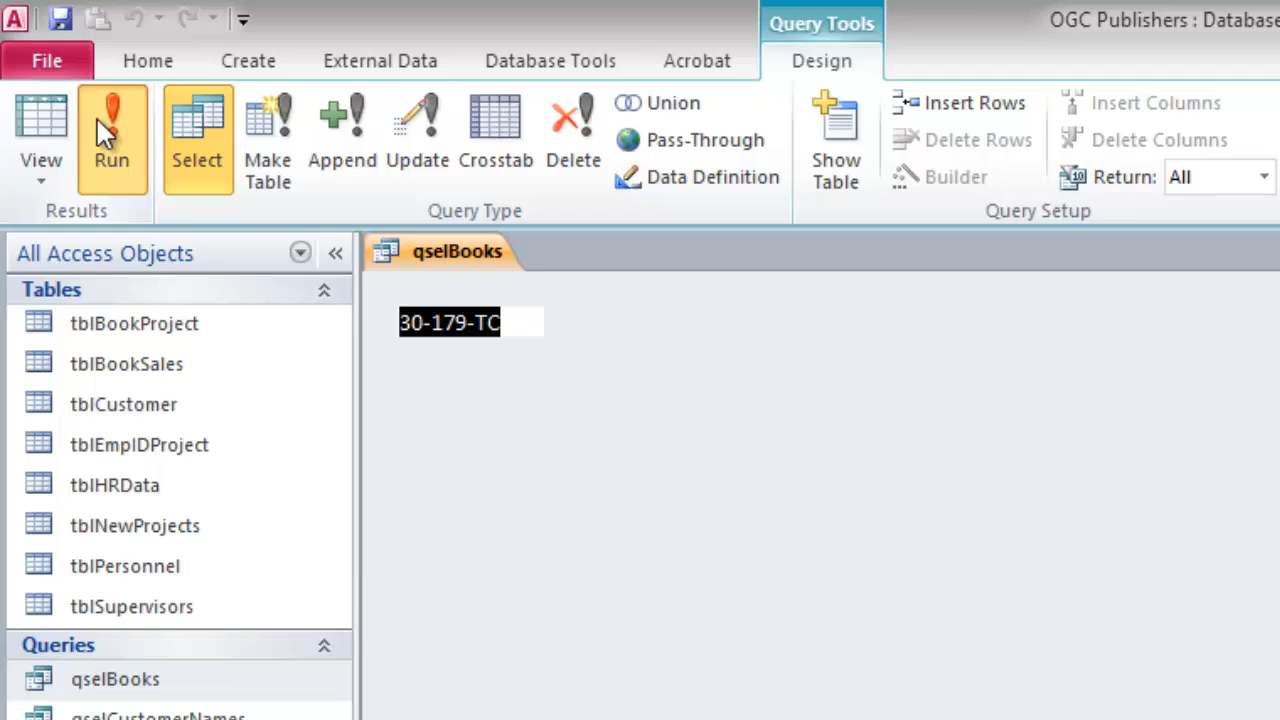 A
OGC Publishers : Database
Query Tools
File Home Create External Data Database Tools Acrobat Design
View
Run
Results
Select
Make Table
Append
Update
Crosstab
Delete
Union
Pass-Through
Data Definition
Query Type
Show Table
Insert Rows
Delete Rows
Builder
Insert Columns
Delete Columns
Return: All
Query Setup
All Access Objects
qselBooks
Tables
30-179-TC
tblBookProject
tblBookSales
tblCustomer
tblEmpIDProject
tblHRData
tblNewProjects
tblPersonnel
tblSupervisors
Queries
qselBooks
qselCustomerNames